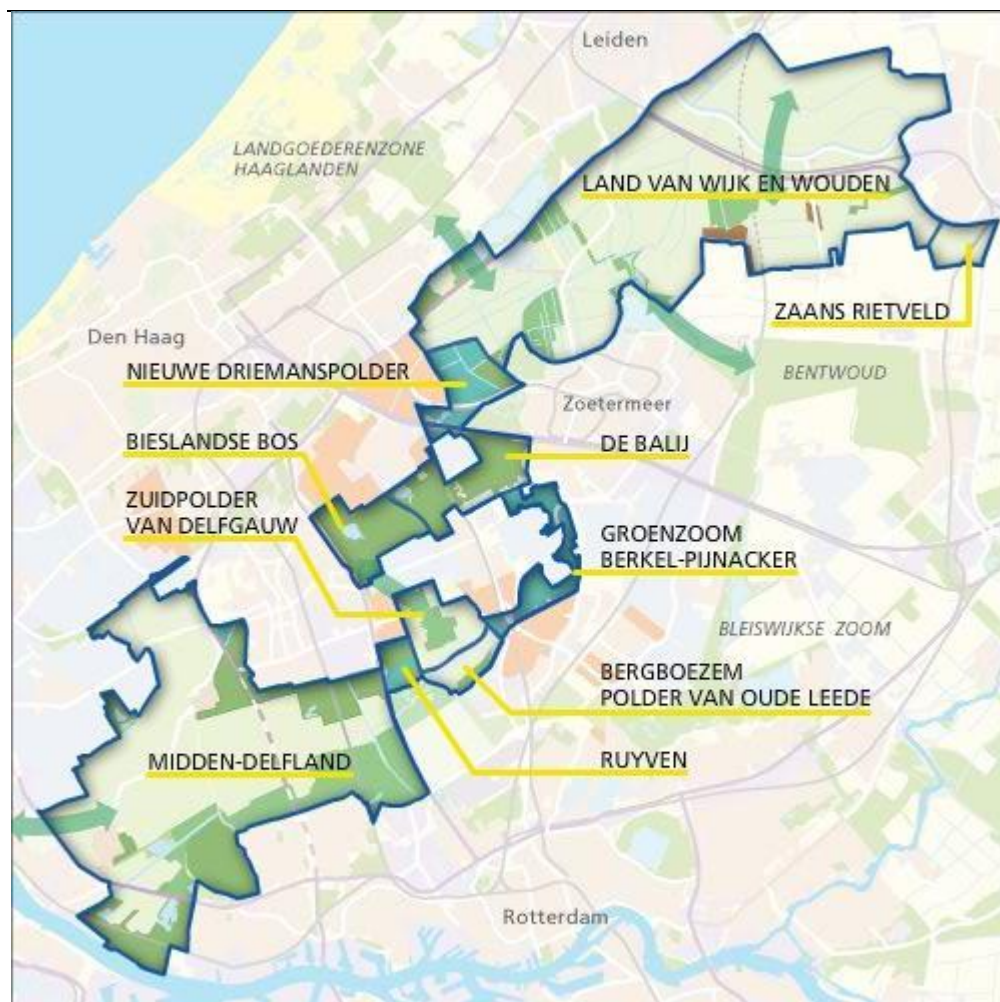 Leiden
LANDGOEDERENZONE
HAAGLANDEN
LAND VAN WIJK EN WOUDEN
ZAANS RIETVELD
Den Haag
NIEUWE DRIEMANSPOLDER
BENTWOUD
Zoetermeer
BIESLANDSE BOS
DE BALIJ
ZUIDPOLDER
VAN DELFGAUW
GROENZOOM
BERKEL-PIJNACKER
BLEISWIJKSE ZOOM
BERGBOEZEM
POLDER VAN OUDE LEEDE
MIDDEN-DELFLAND
RUYVEN
Rotterdam